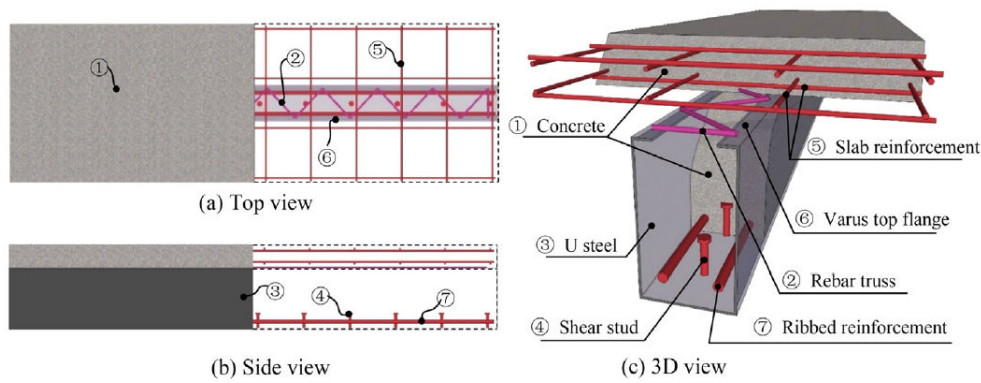 ①
②
⑤
⑥
(a) Top view
③
④
⑦
(b) Side view
① Concrete
⑤ Slab reinforcement
⑥ Varus top flange
③ U steel
② Rebar truss
④ Shear stud
⑦ Ribbed reinforcement
(c) 3D view